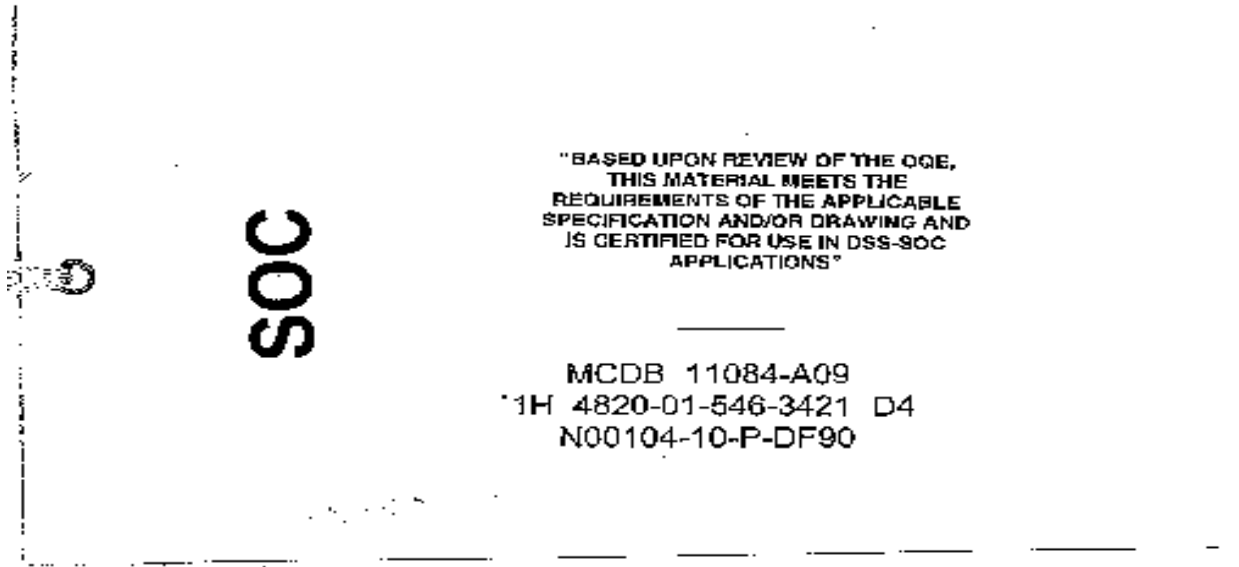 SOC
"BASED UPON REVIEW OF THE OQE,
THIS MATERIAL MEETS THE
REQUIREMENTS OF THE APPLICABLE
SPECIFICATION AND/OR DRAWING AND
IS CERTIFIED FOR USE IN DSS-SOC
APPLICATIONS"
MCDB 11084-A09
1H 4820-01-546-3421 D4
N00104-10-P-DF90